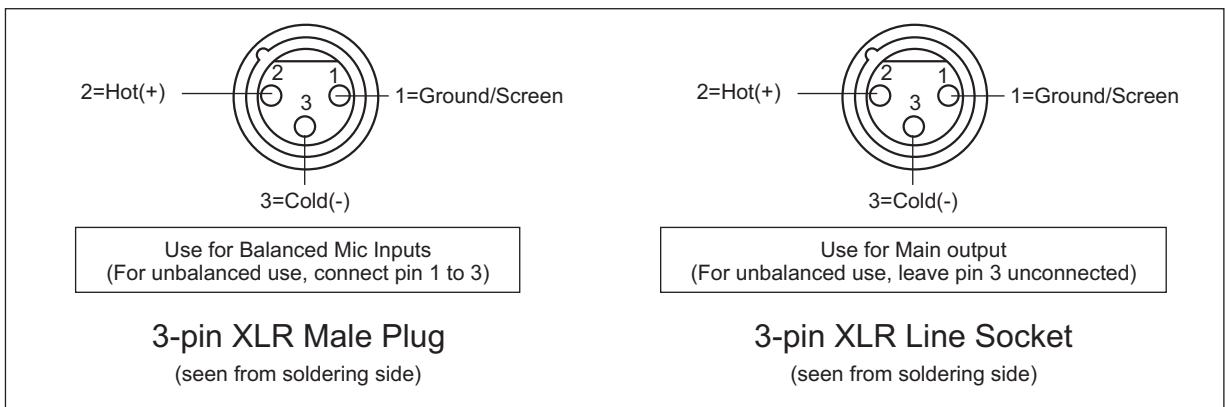 2
1
3
2=Hot(+)
1=Ground/Screen
3=Cold(-)
Use for Balanced Mic Inputs
(For unbalanced use, connect pin 1 to 3)
3-pin XLR Male Plug
(seen from soldering side)
2
1
3
2=Hot(+)
1=Ground/Screen
3=Cold(-)
Use for Main output
(For unbalanced use, leave pin 3 unconnected)
3-pin XLR Line Socket
(seen from soldering side)